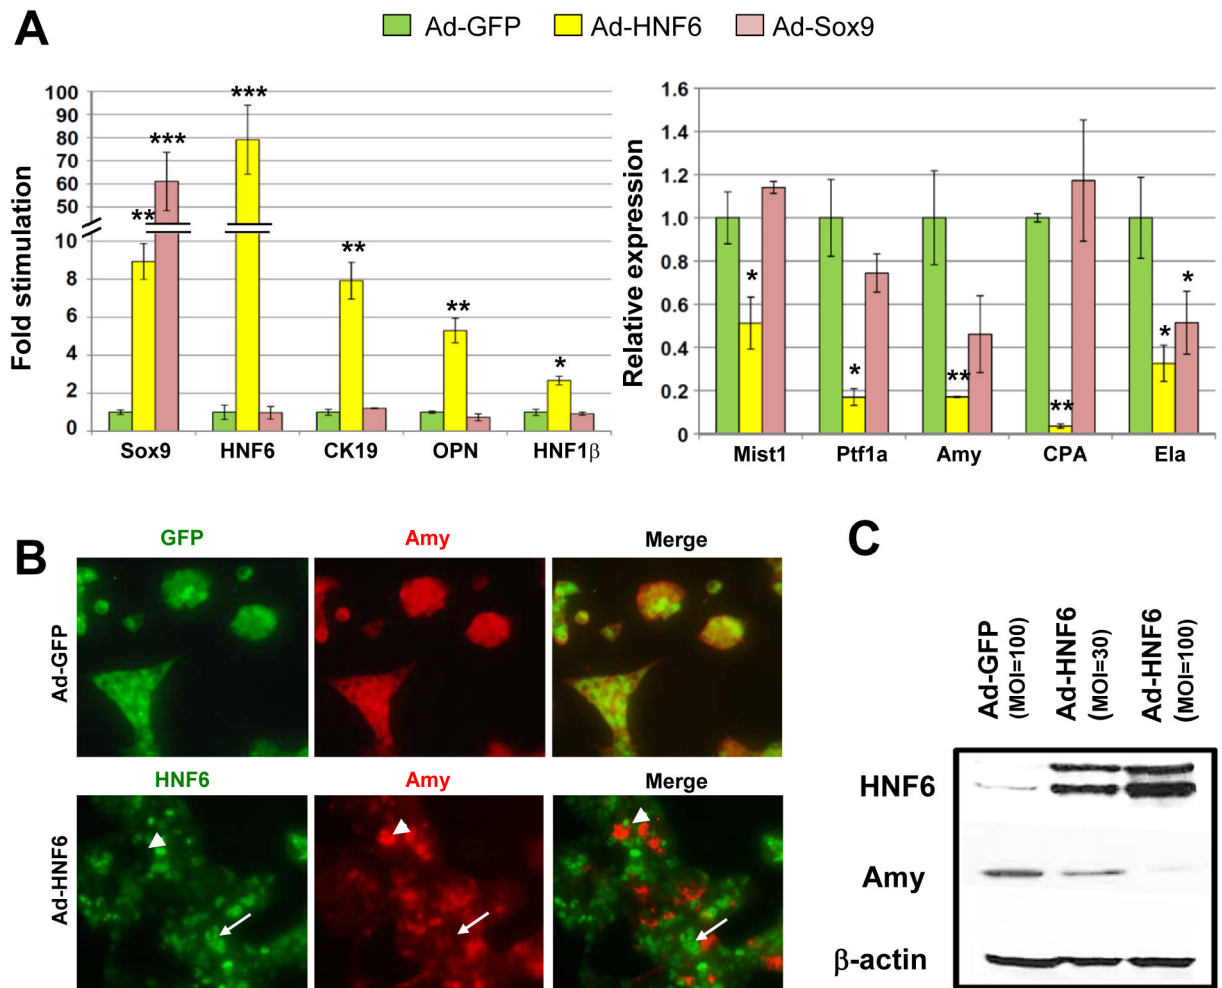 A
Ad-GFP Ad-HNF6 Ad-Sox9
Fold stimulation
100
90
80
70
60
50
10
8
6
4
2
0
** *** *** ** ** *
Sox9 HNF6 CK19 OPN HNF1β
Relative expression
1.6
1.4
1.2
1.0
0.8
0.6
0.4
0.2
0
* * ** ** * *
Mist1 Ptf1a Amy CPA Ela
B
GFP Amy Merge
Ad-GFP
HNF6 Amy Merge
Ad-HNF6
C
Ad-GFP
(MOI=100)
Ad-HNF6
(MOI=30)
Ad-HNF6
(MOI=100)
HNF6
Amy
β-actin